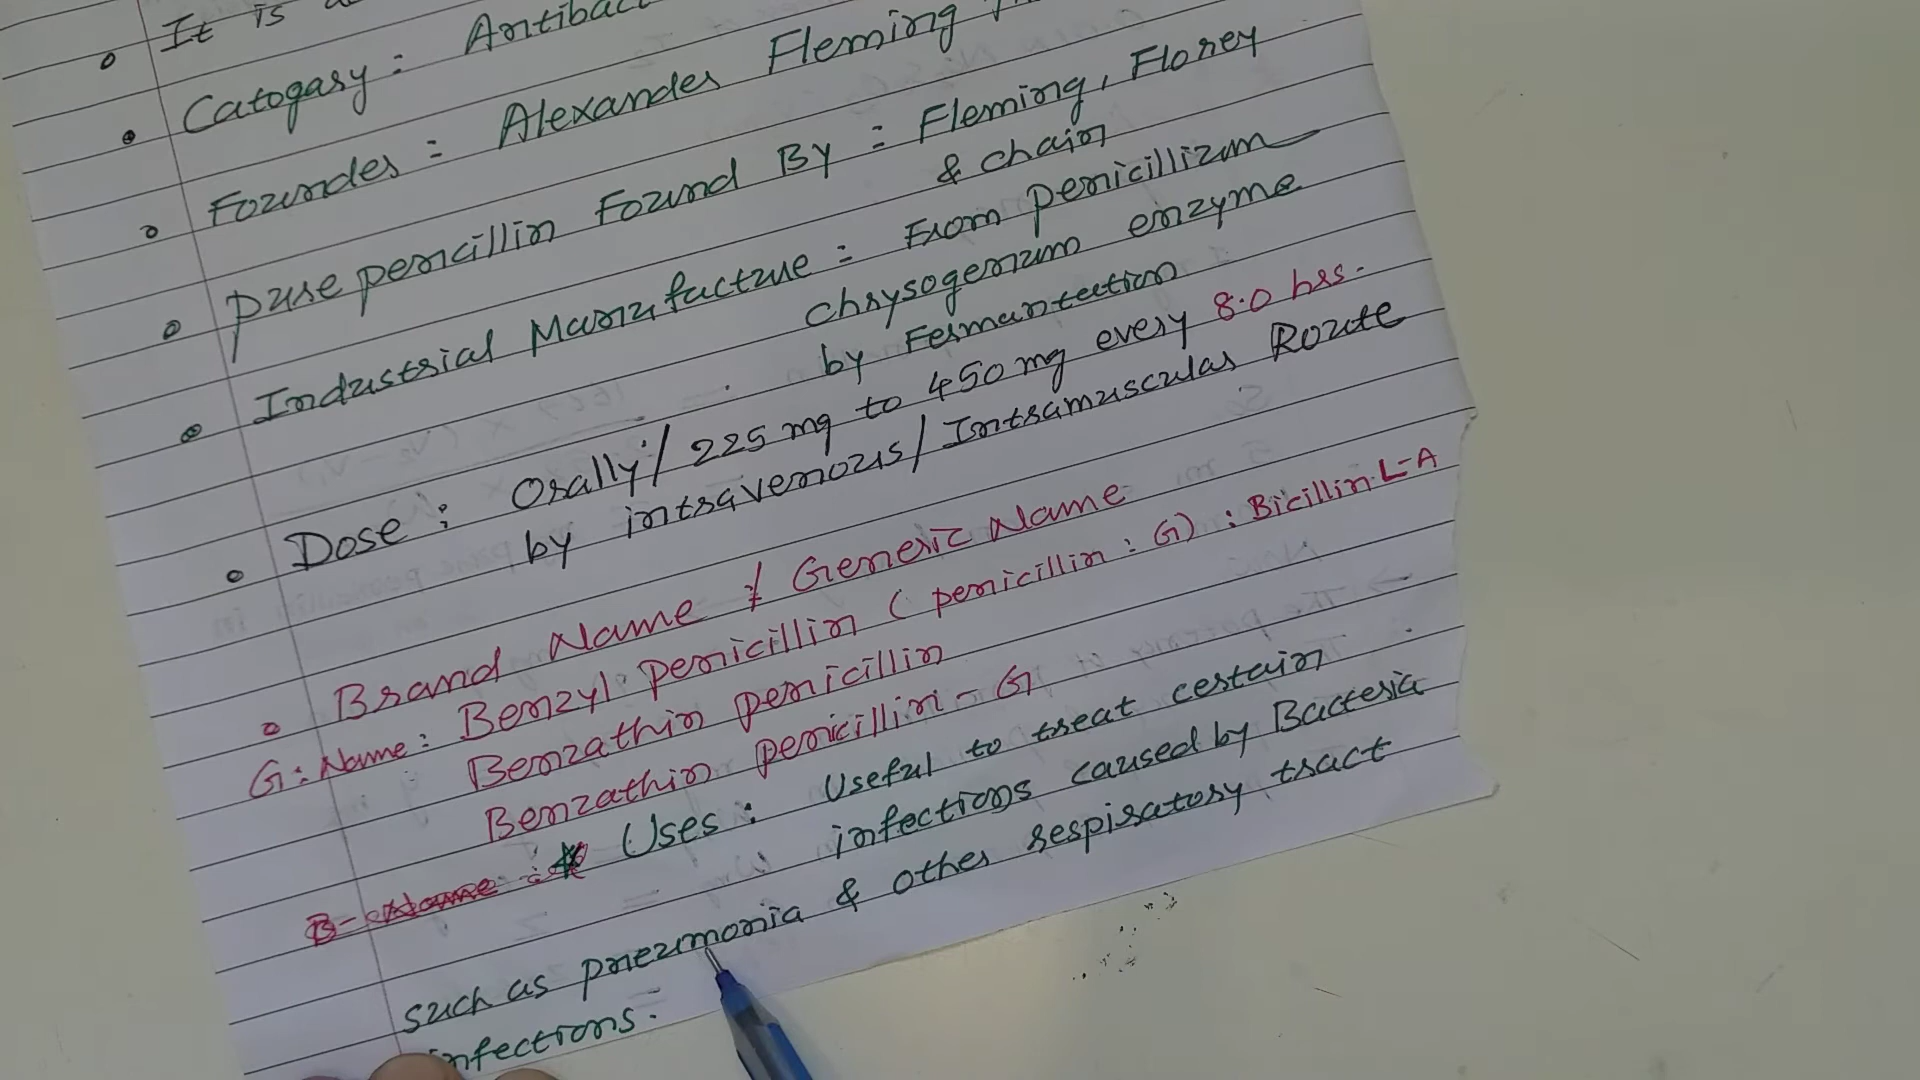 It is
Catogary : Antibac
Founder : Alexander Fleming
Pure penicillin Found By : Fleming, Florey
& chain
Industrial Manufacture : From penicillium
chrysogenum enzyme
by Fermantection
Dose : Orally / 225 mg to 450 mg every 8.0 hrs.
by intravenous / Intramuscular Route
Brand Name / Generic Name
G: Name : Benzyl penicillin ( penicillin : G) : Bicillin L-A
Benzathin penicillin
Benzathin penicillin - G
B- Name : Uses : Useful to treat certain
infections caused by Bacteria
such as pneumonia & other respiratory tract
infections.